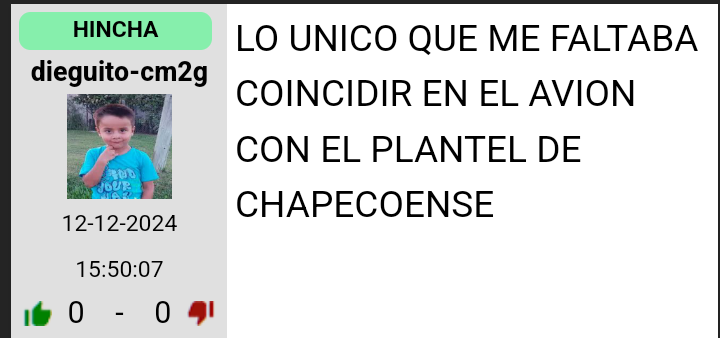 HINCHA
dieguito-cm2g
12-12-2024
15:50:07
0 - 0
LO UNICO QUE ME FALTABA
COINCIDIR EN EL AVION
CON EL PLANTEL DE
CHAPECOENSE